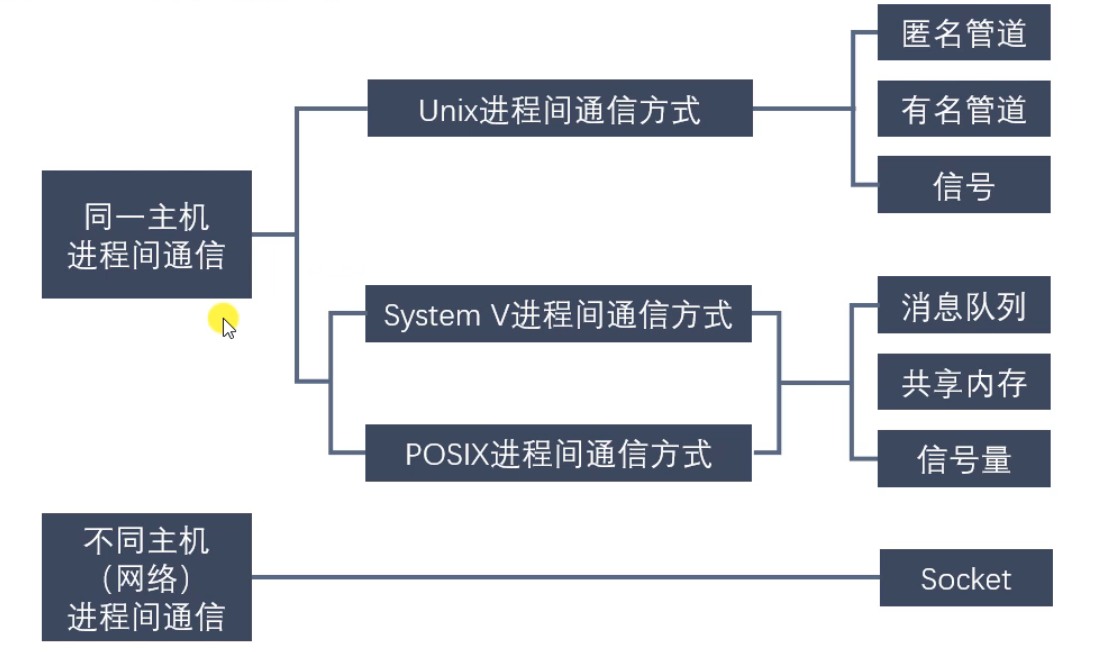 匿名管道
Unix进程间通信方式
有名管道
信号
同一主机
进程间通信
System V进程间通信方式
消息队列
共享内存
POSIX进程间通信方式
信号量
不同主机
（网络）
进程间通信
Socket